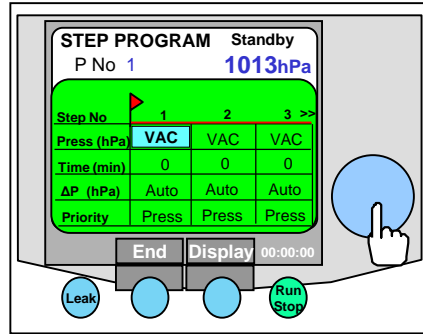 STEP PROGRAM Standby
P No 1 1013hPa
Step No 1 2 3 >>
Press (hPa) VAC VAC VAC
Time (min) 0 0 0
ΔP (hPa) Auto Auto Auto
Priority Press Press Press
End Display 00:00:00
Leak Run
Stop